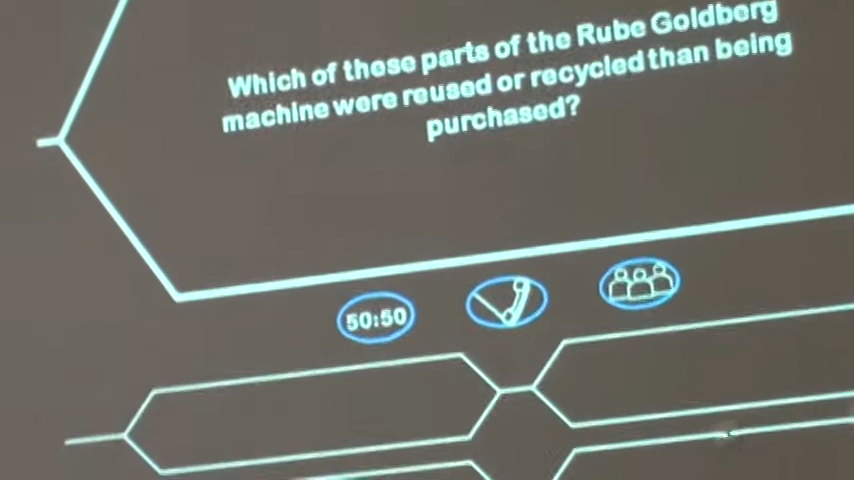 Which of these parts of the Rube Goldberg
machine were reused or recycled than being
purchased?
50:50